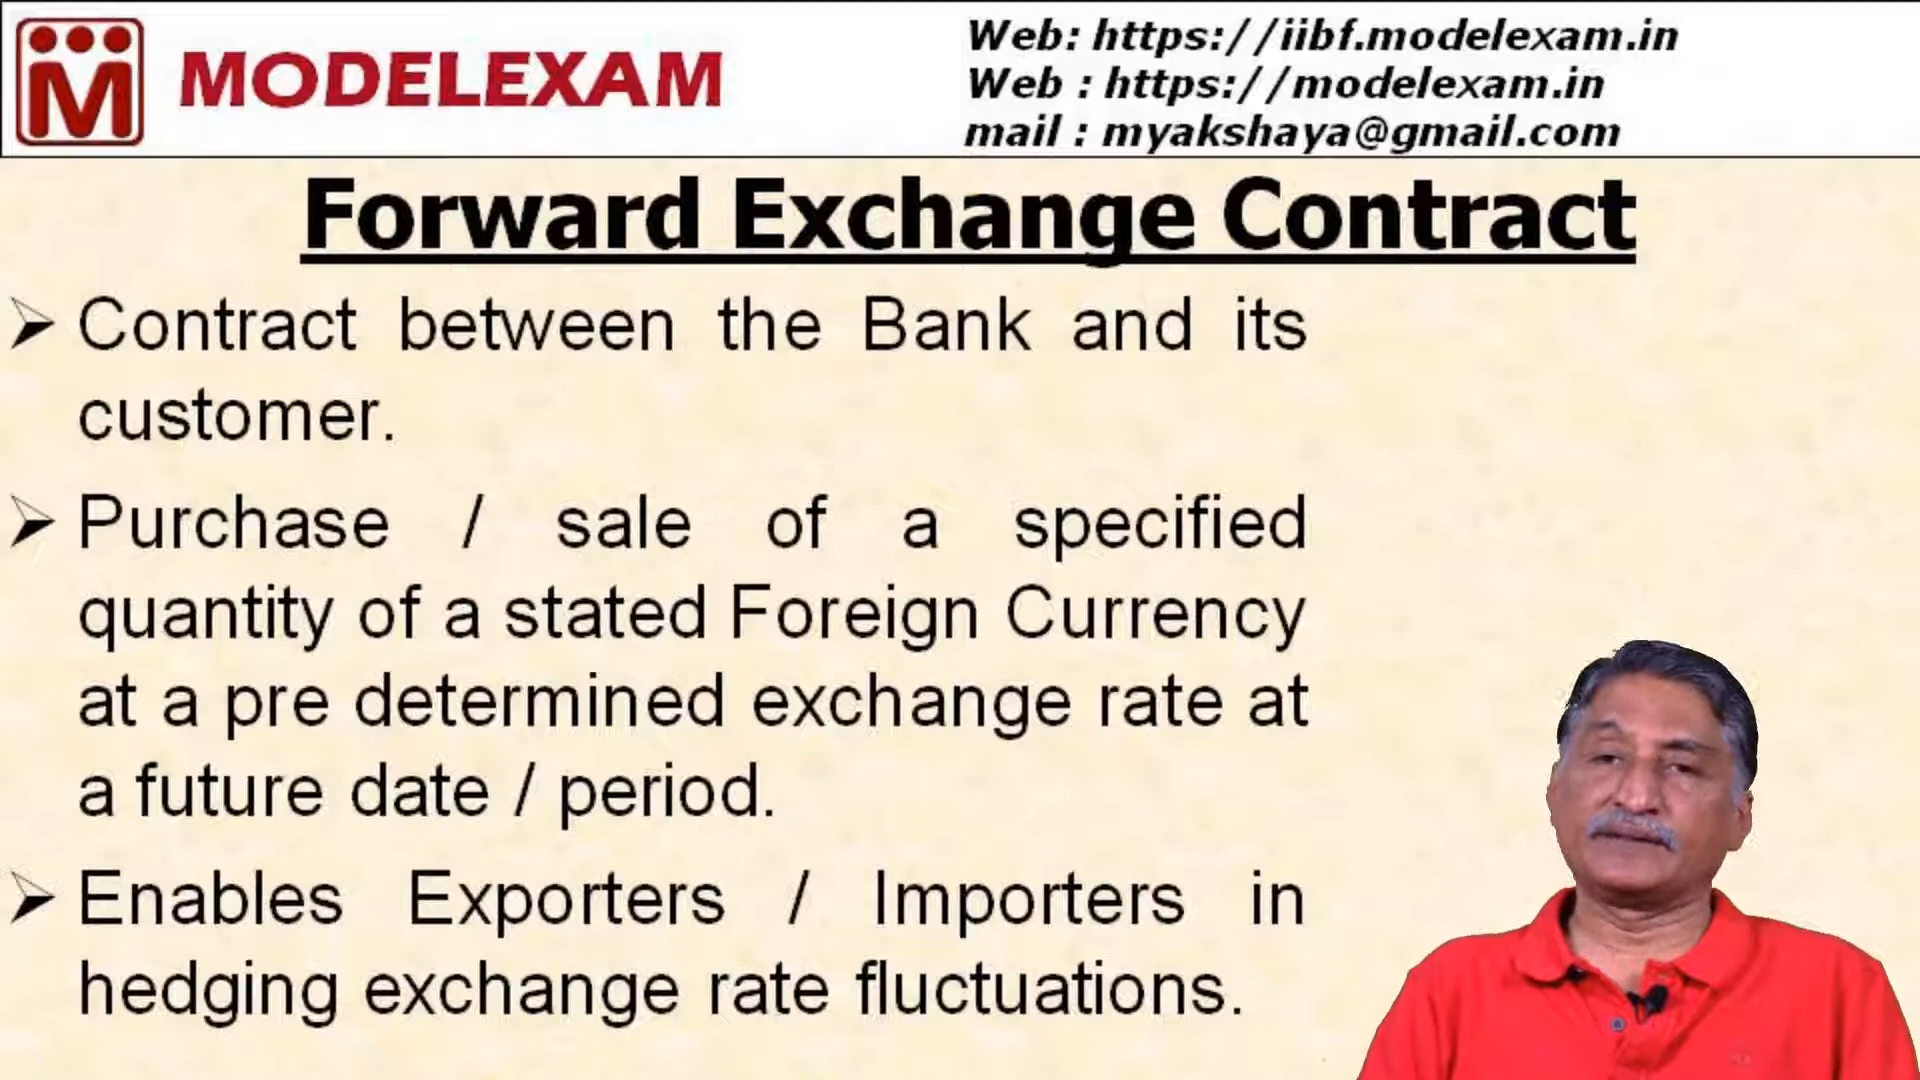 MODELEXAM
Web: https://iibf.modelexam.in
Web : https://modelexam.in
mail : myakshaya@gmail.com
Forward Exchange Contract
➢ Contract between the Bank and its
customer.
➢ Purchase / sale of a specified
quantity of a stated Foreign Currency
at a pre determined exchange rate at
a future date / period.
➢ Enables Exporters / Importers in
hedging exchange rate fluctuations.